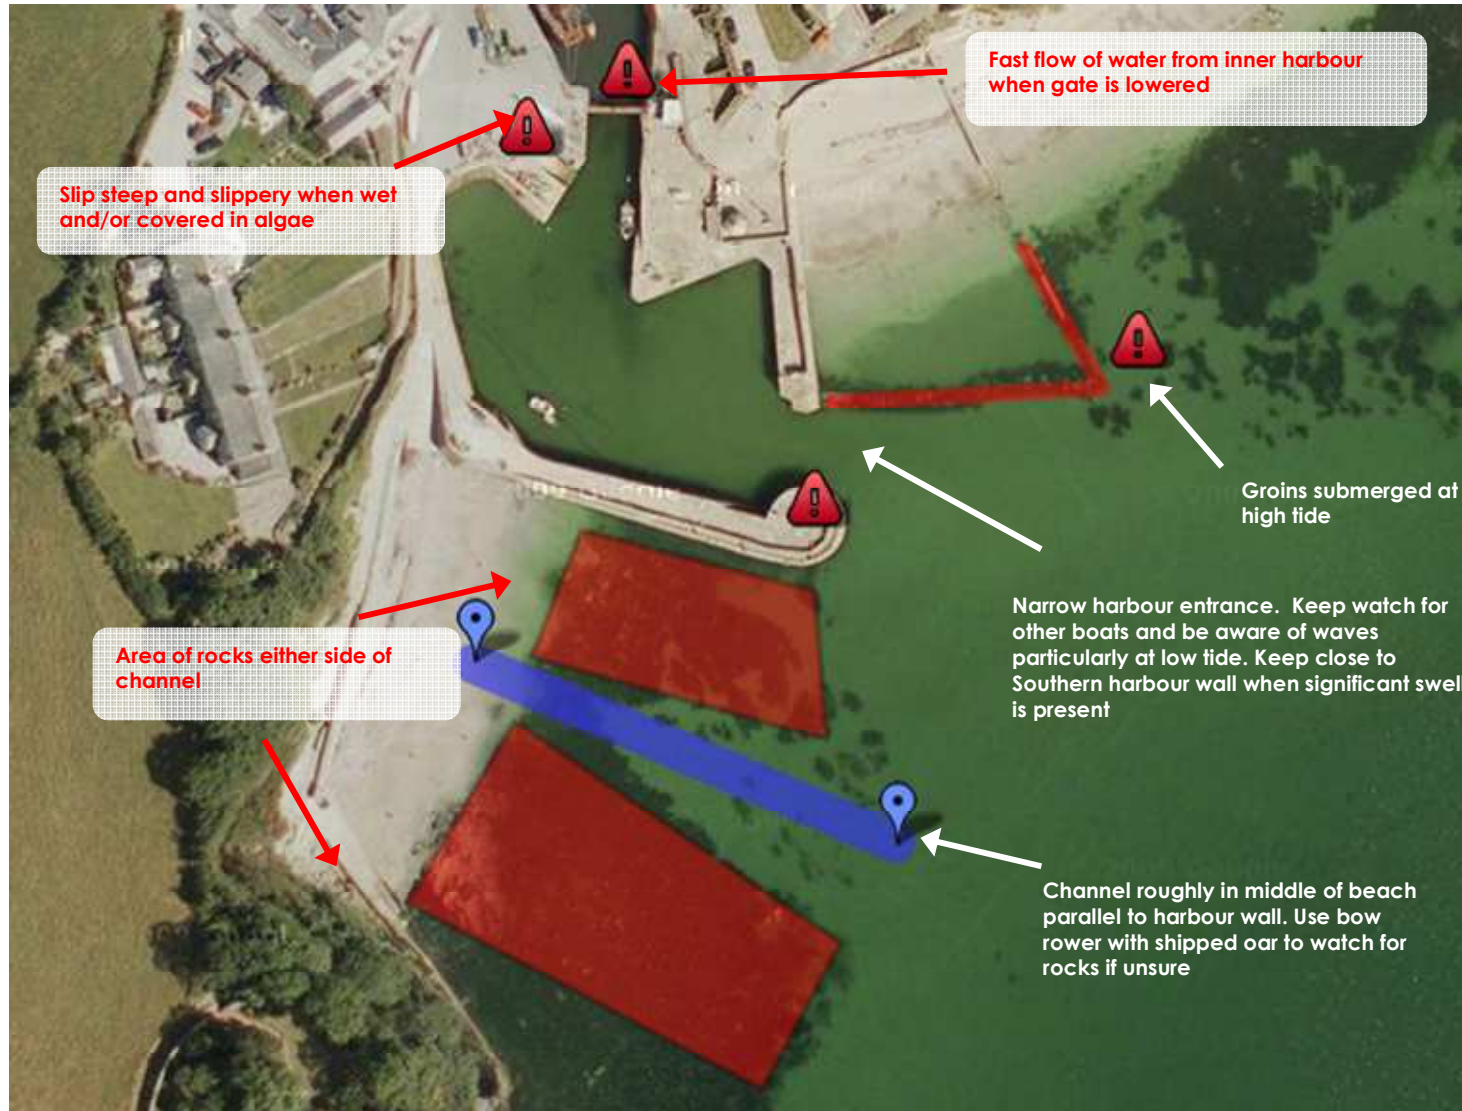 Fast flow of water from inner harbour
when gate is lowered
Slip steep and slippery when wet
and/or covered in algae
Groins submerged at
high tide
Narrow harbour entrance.  Keep watch for
other boats and be aware of waves
particularly at low tide. Keep close to
Southern harbour wall when significant swell
is present
Area of rocks either side of
channel
Channel roughly in middle of beach
parallel to harbour wall. Use bow
rower with shipped oar to watch for
rocks if unsure